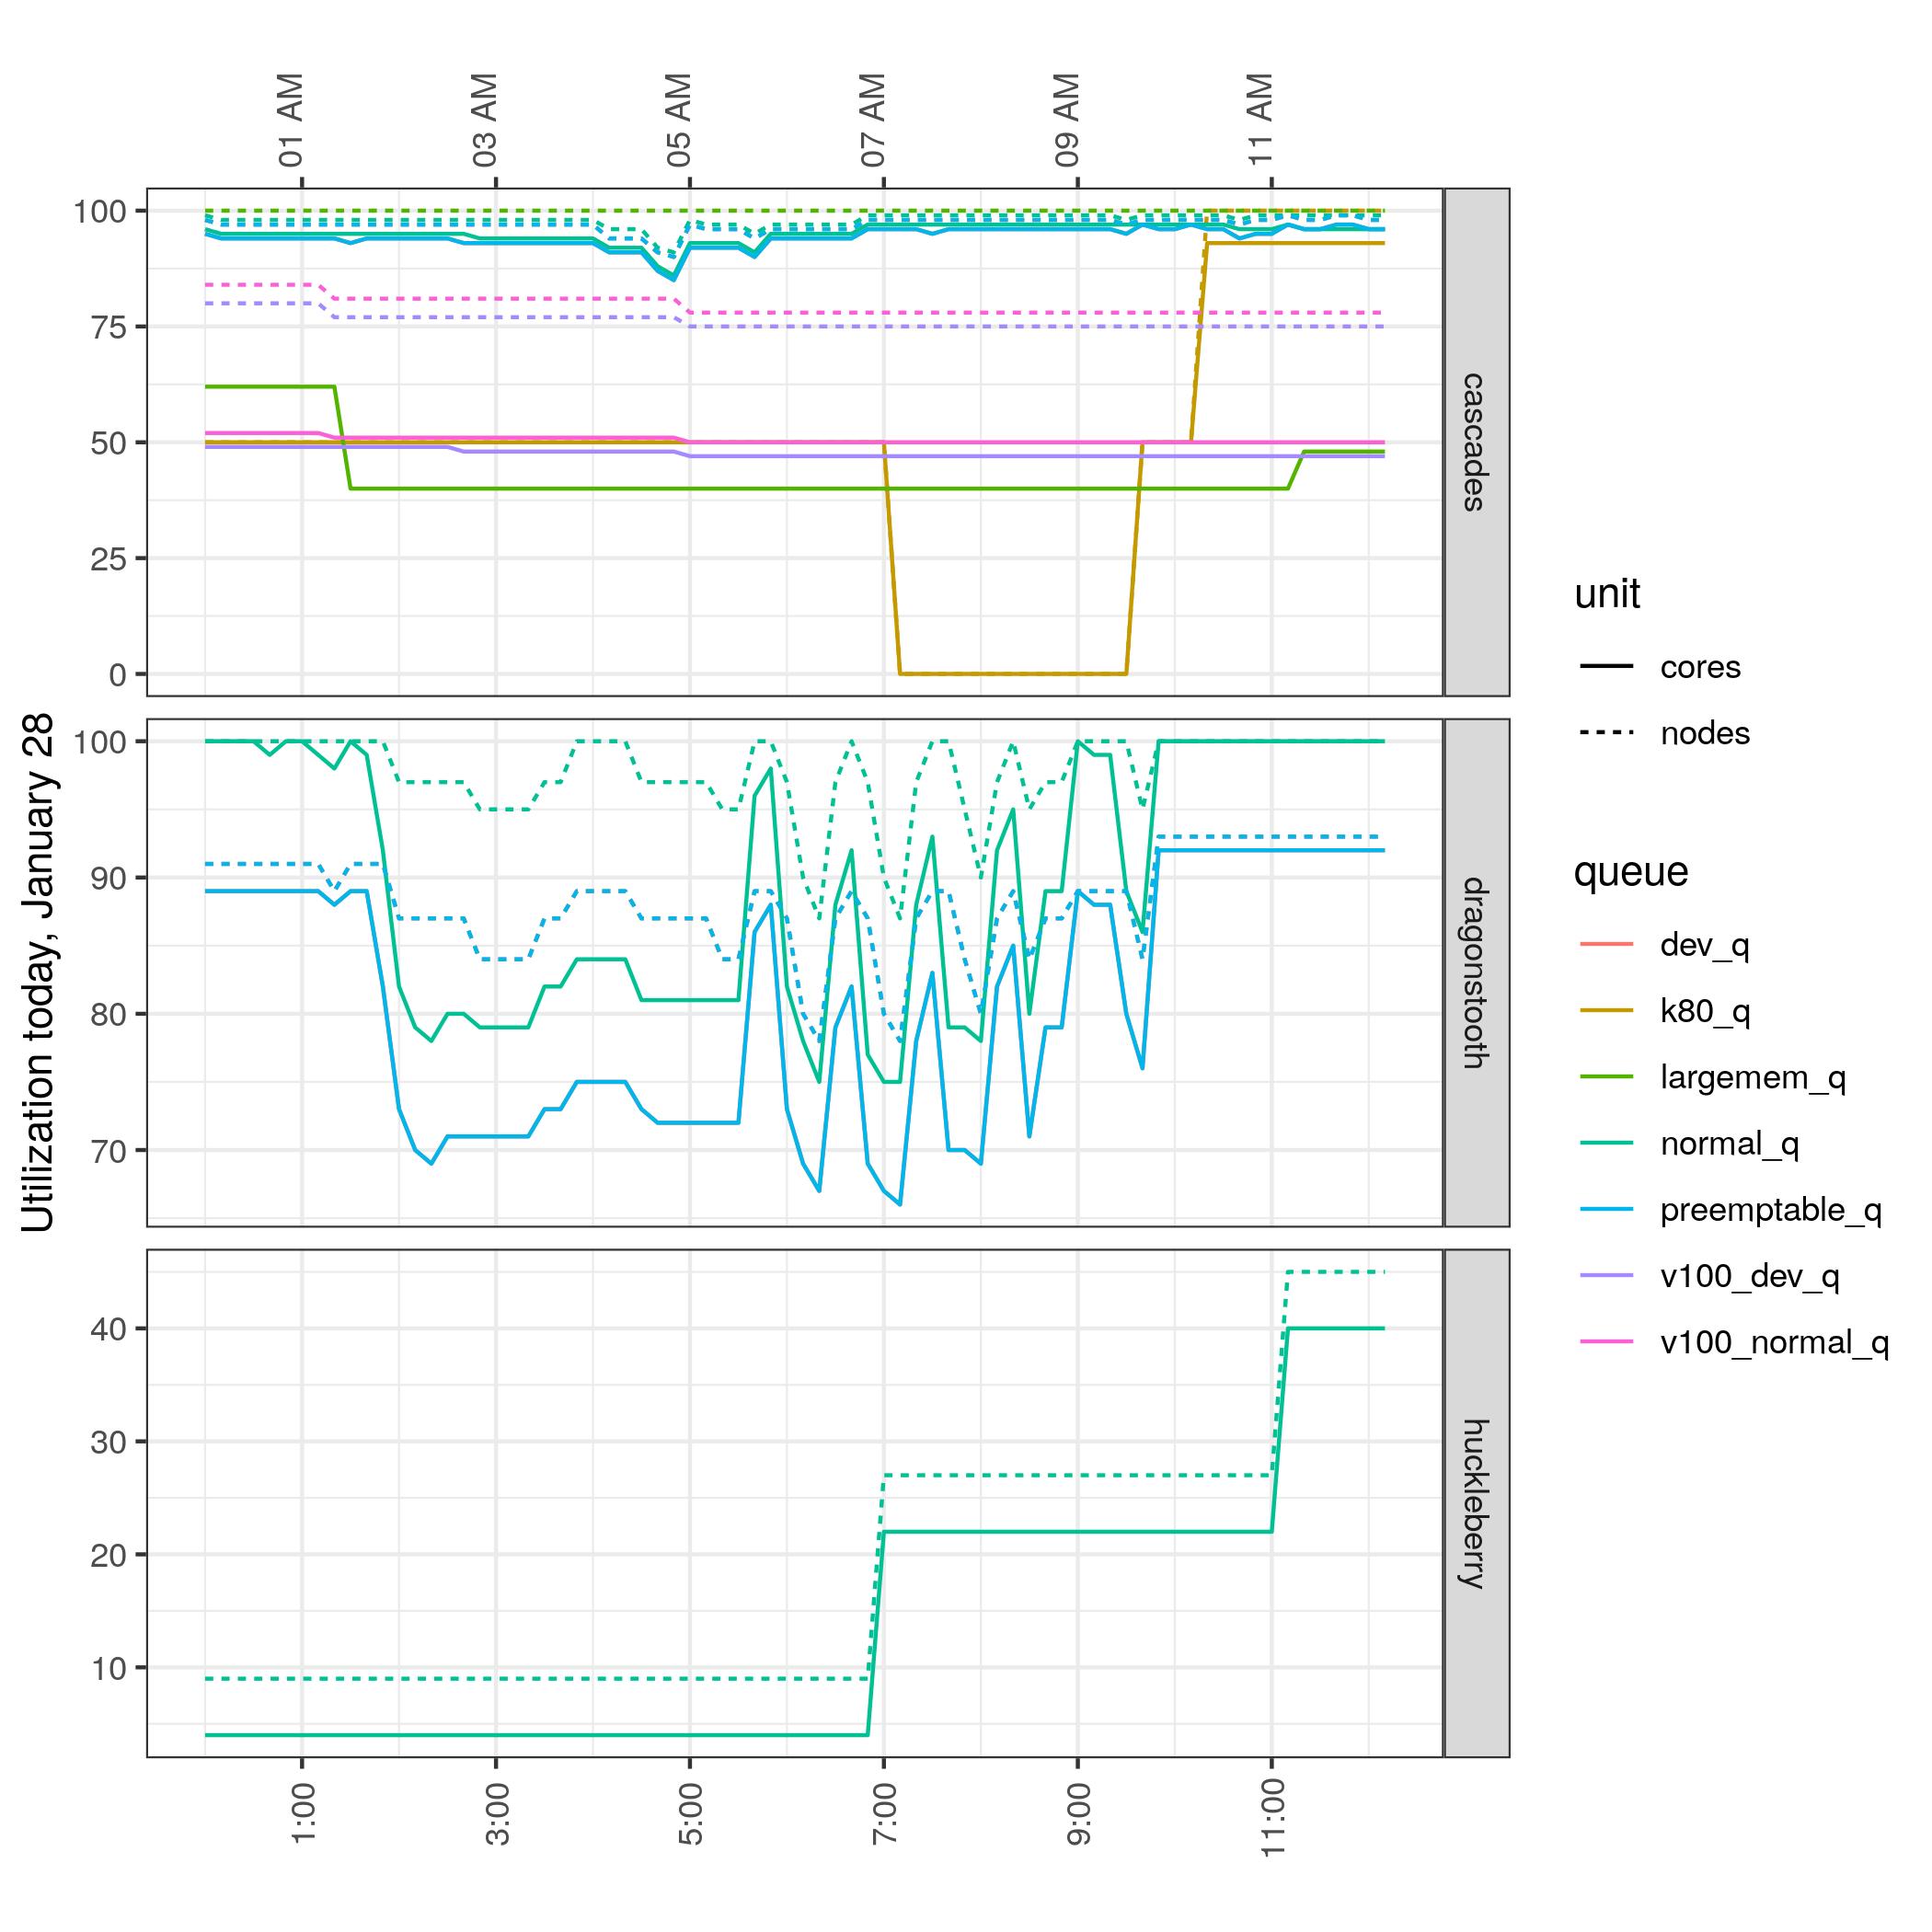 01 AM
03 AM
05 AM
07 AM
09 AM
11 AM
100
75
50
25
0
cascades
Utilization today, January 28
100
90
80
70
dragonstooth
40
30
20
10
huckleberry
1:00
3:00
5:00
7:00
9:00
11:00
unit
cores
nodes
queue
dev_q
k80_q
largemem_q
normal_q
preemptable_q
v100_dev_q
v100_normal_q